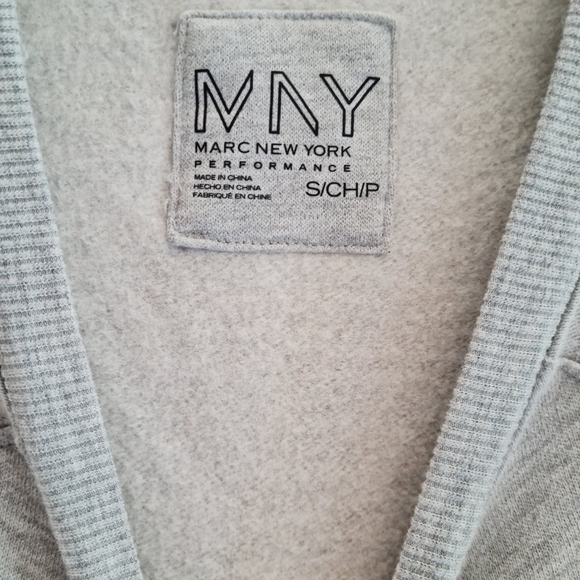 MNY
MARC NEW YORK
PERFORMANCE
MADE IN CHINA
HECHO EN CHINA
FABRIQUÉ EN CHINE
S/CH/P